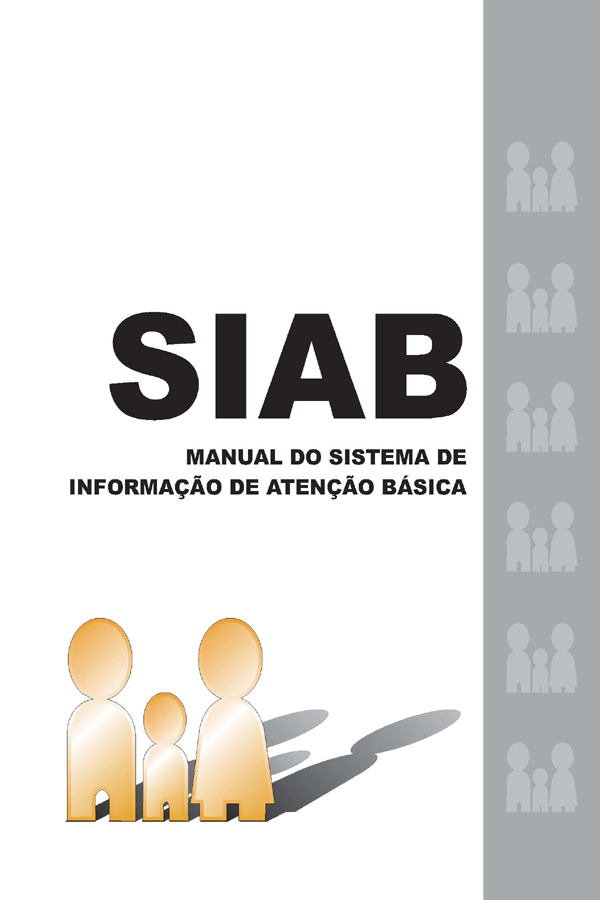 SIAB
MANUAL DO SISTEMA DE
INFORMAÇÃO DE ATENÇÃO BÁSICA